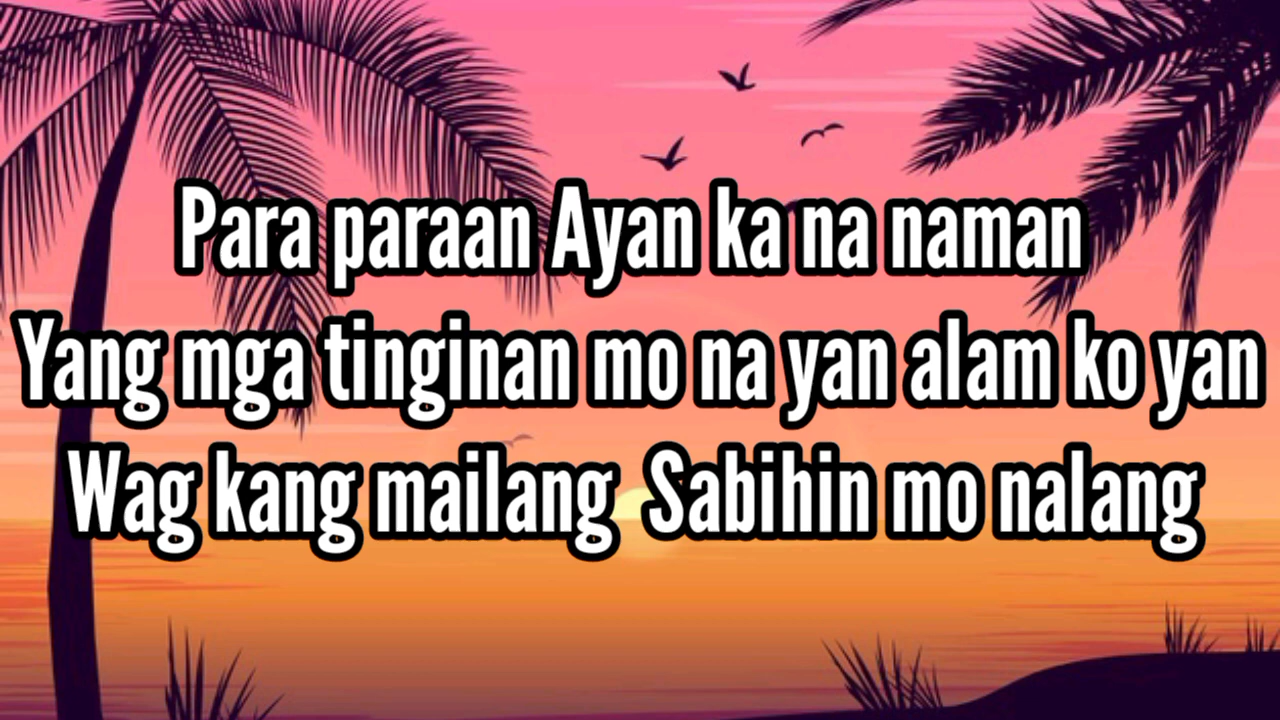 Para paraan Ayan ka na naman
Yang mga tinginan mo na yan alam ko yan
Wag kang mailang Sabihin mo nalang